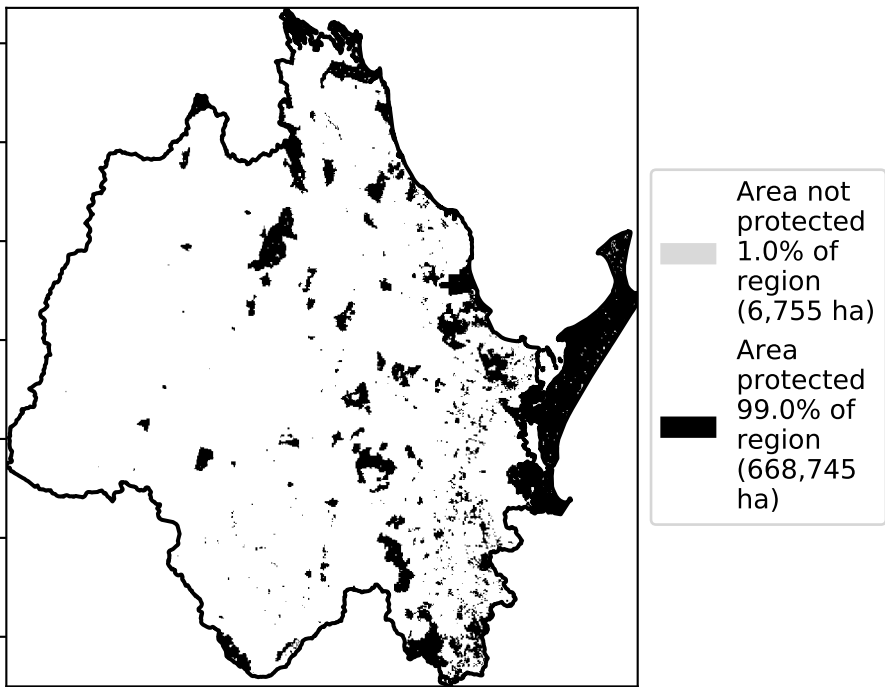 Area not
protected
1.0% of
region
(6,755 ha)
Area
protected
99.0% of
region
(668,745
ha)